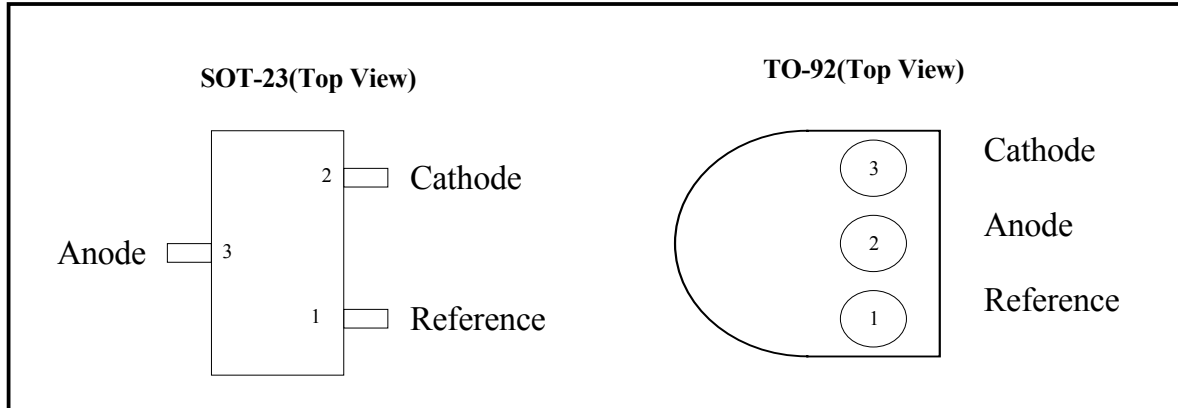 SOT-23(Top View)
2
Cathode
Anode
3
1
Reference
TO-92(Top View)
3
Cathode
2
Anode
1
Reference